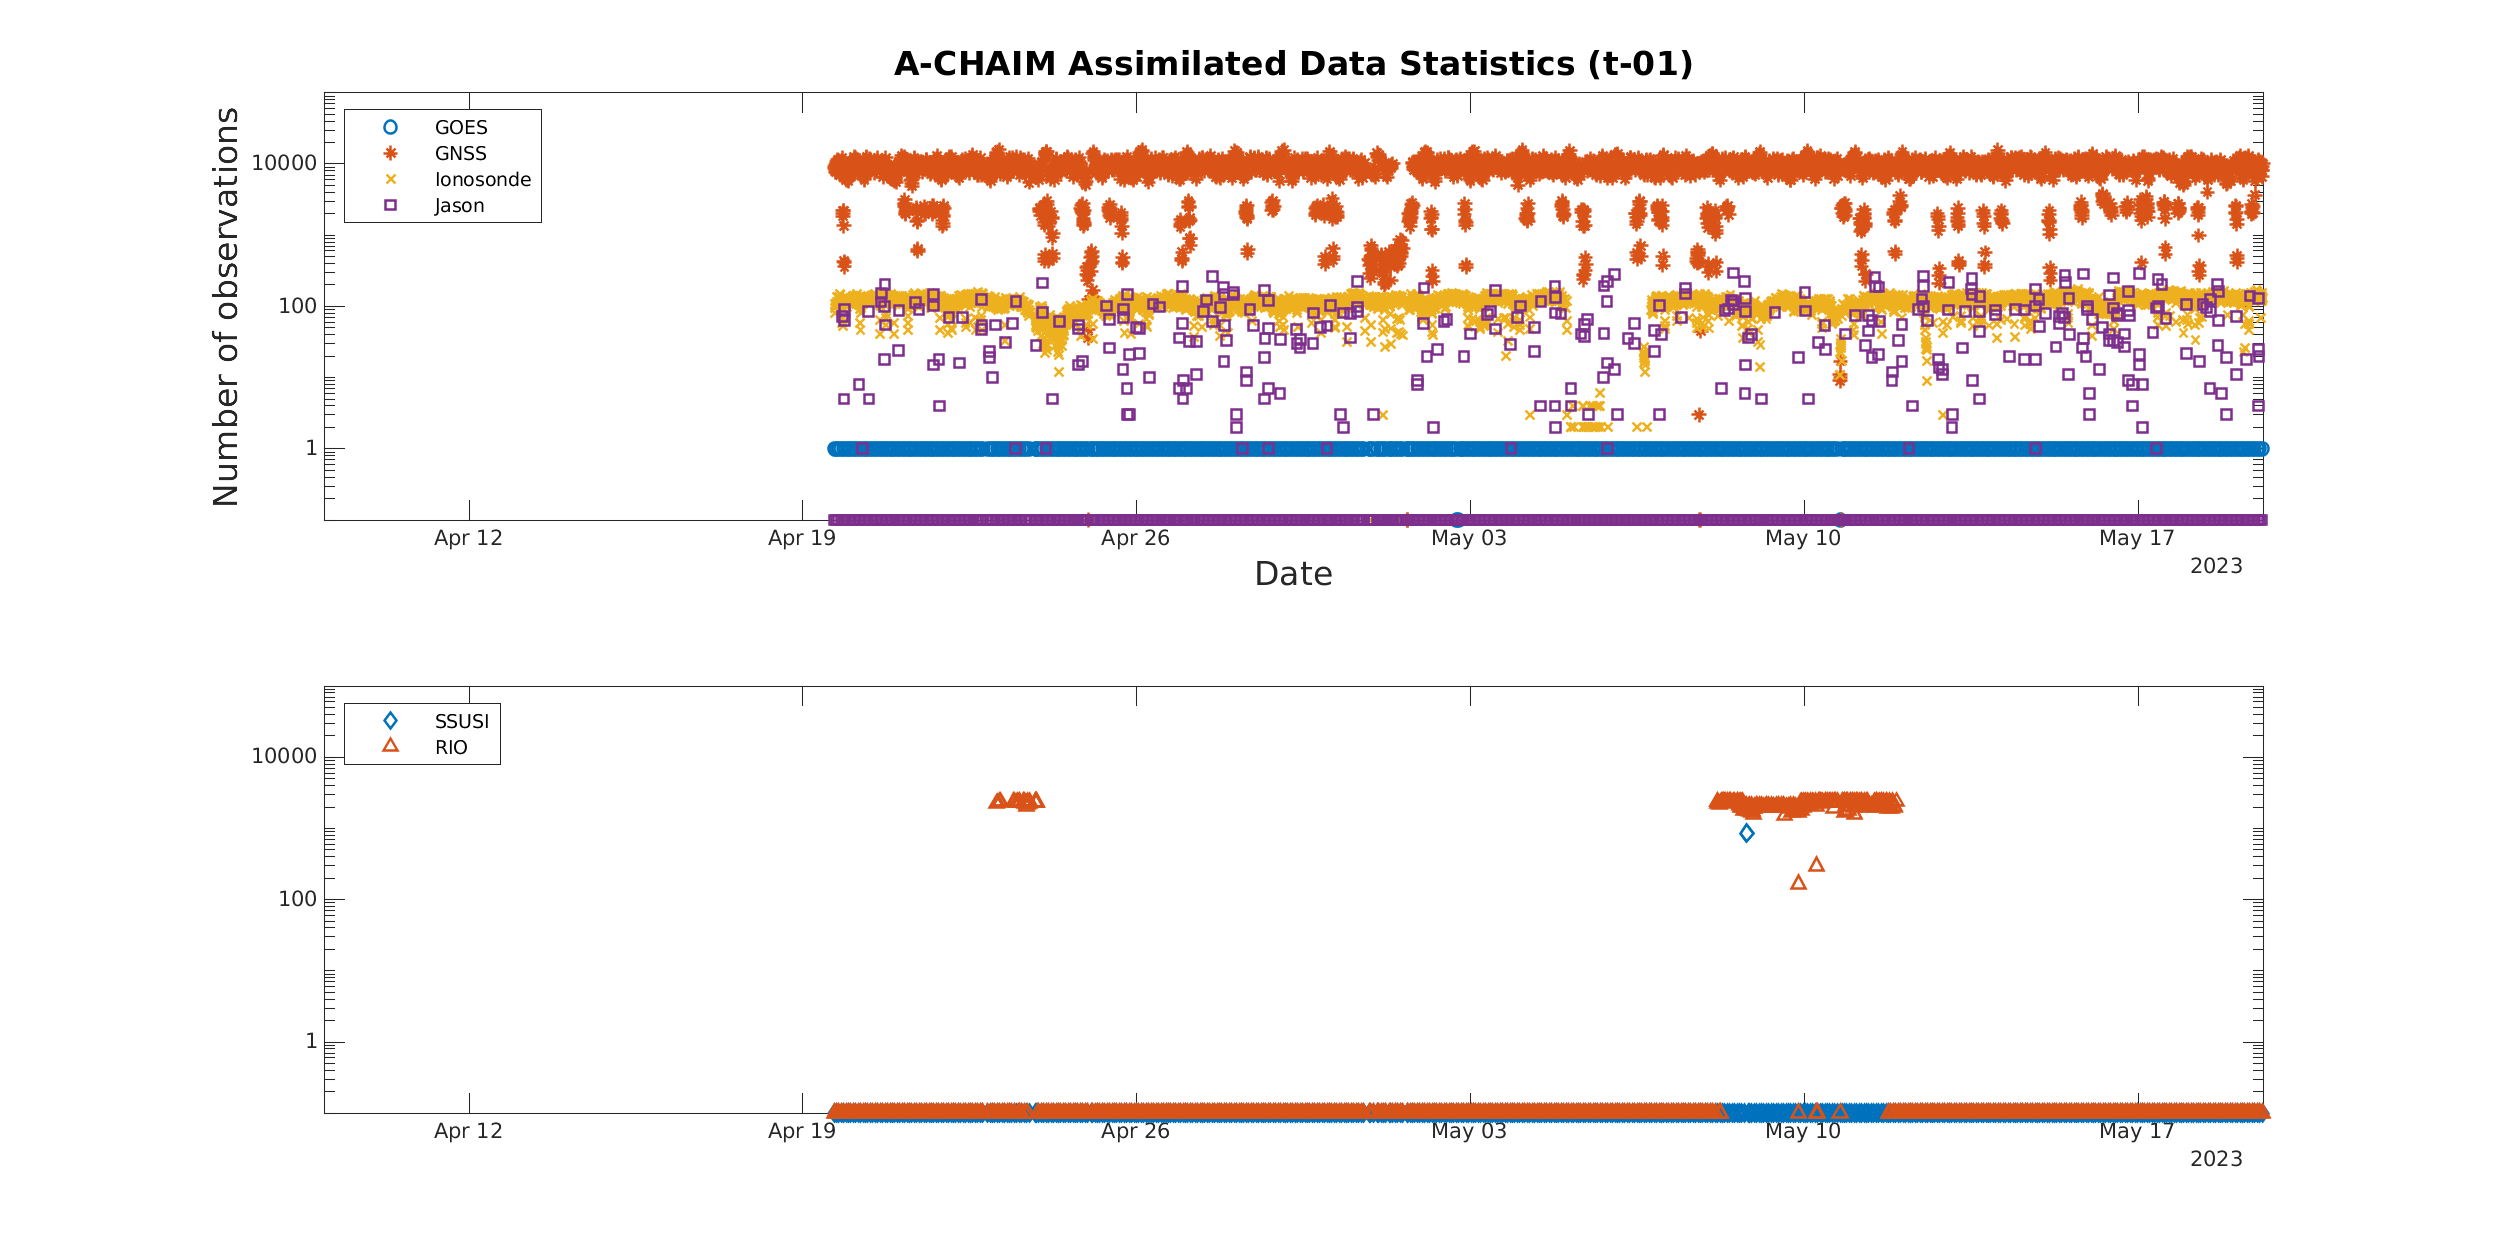 A-CHAIM Assimilated Data Statistics (t-01)
Number of observations
GOES
GNSS
Ionosonde
Jason
10000
100
1
Apr 12
Apr 19
Apr 26
May 03
May 10
May 17
2023
Date
SSUSI
RIO
10000
100
1
Apr 12
Apr 19
Apr 26
May 03
May 10
May 17
2023